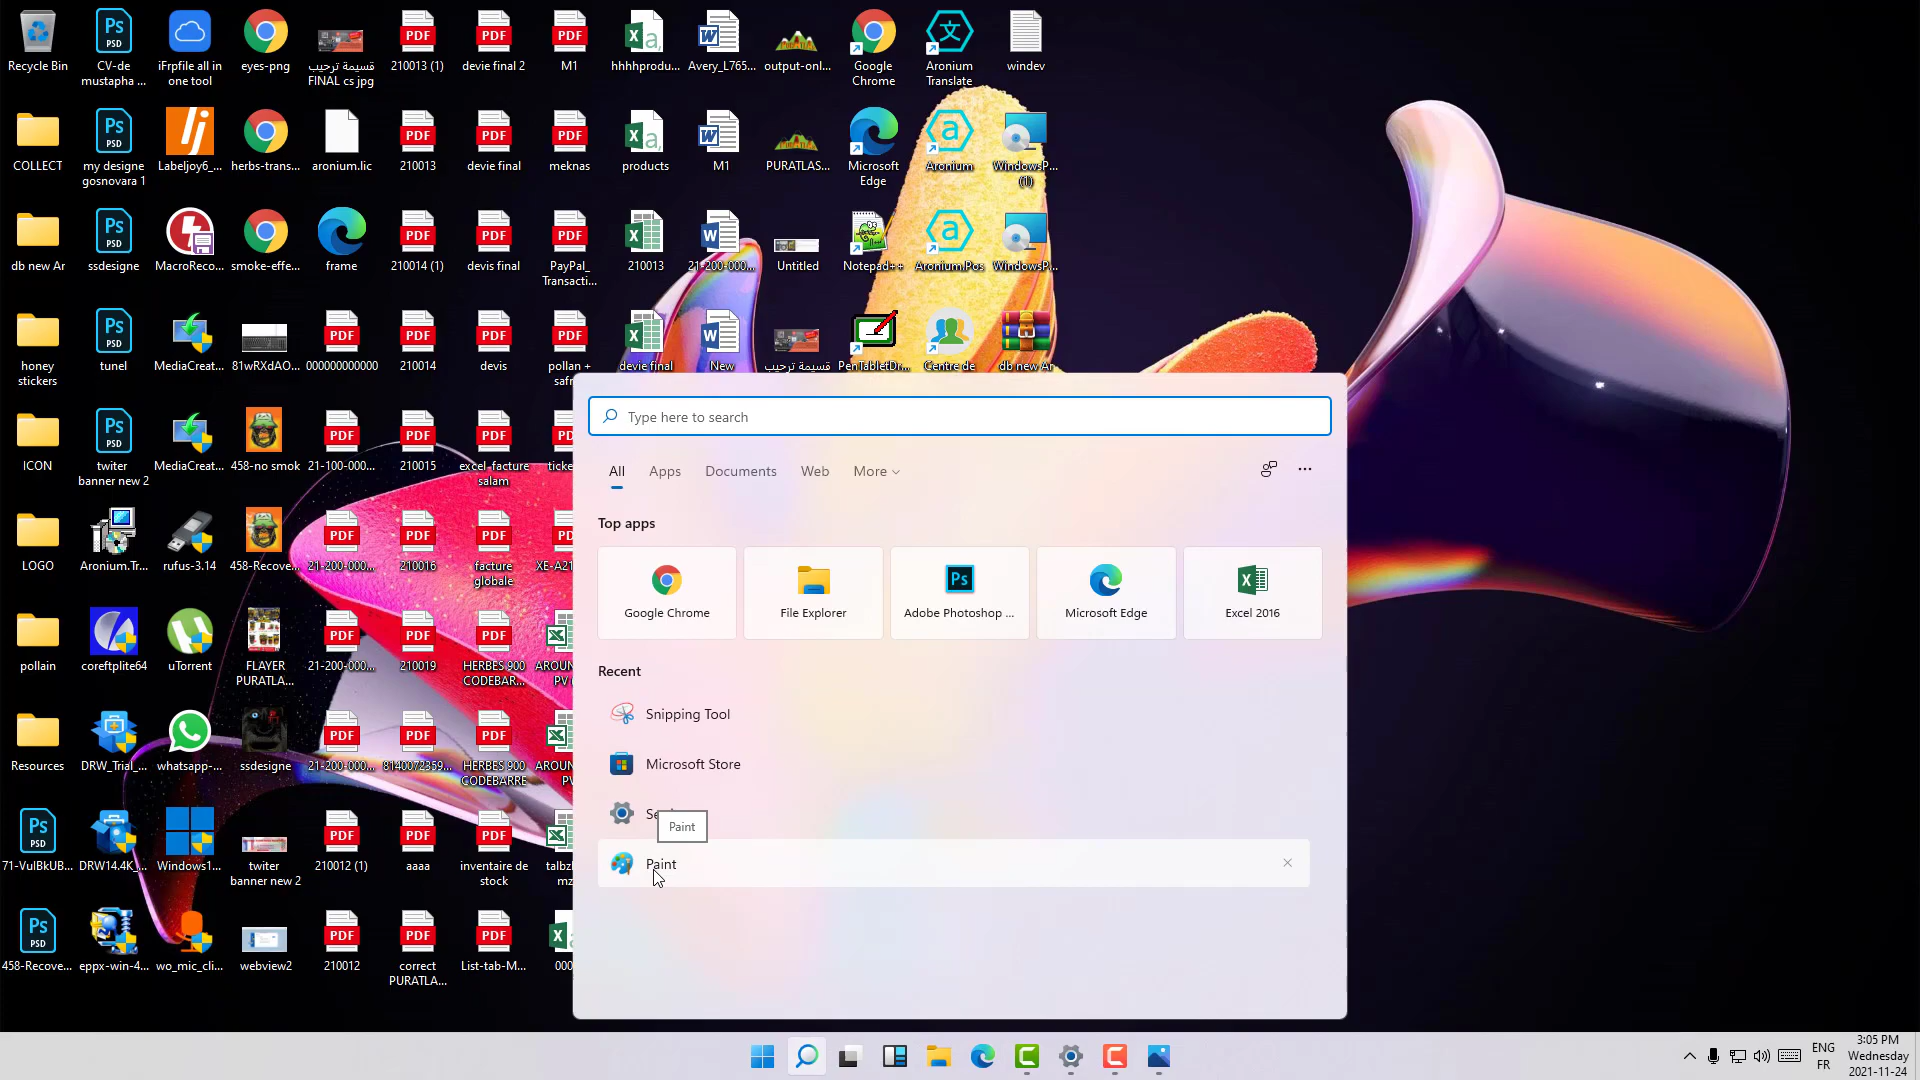 Recycle Bin
CV-de
mustapha ...
iFrpfile all in
one tool
eyes-png
قسيمة ترحيب
FINAL cs jpg
210013 (1)
devie final 2
M1
hhhhprodu...
Avery_L765...
output-onl...
Google
Chrome
Aronium
Translate
windev
COLLECT
my designe
gosnovara 1
Labeljoy6_...
herbs-trans...
aronium.lic
210013
devie final
meknas
products
M1
PURATLAS...
Microsoft
Edge
Aronium
WindowsP...
(1)
db new Ar
ssdesigne
MacroReco...
smoke-effe...
frame
210014 (1)
devis final
PayPal_
Transacti...
210013
21-200-000...
Untitled
Notepad++
Aronium.Pos
WindowsP...
honey
stickers
tunel
MediaCreat...
81wRXdAO...
000000000000
210014
devis
pollan +
safr
devie final
New
قسيمة ترحيب
PenTabletDr...
Centre de
db new Ar
ICON
twiter
banner new 2
MediaCreat...
458-no smok
21-100-000...
210015
excel_facture
salam
ticke
LOGO
Aronium.Tr...
rufus-3.14
458-Recove...
21-200-000...
210016
facture
globale
XE-A21
pollain
coreftplite64
uTorrent
FLAYER
PURATLA...
21-200-000...
210019
HERBES 900
CODEBAR...
AROUN
PV (
Resources
DRW_Trial_...
whatsapp-...
ssdesigne
21-200-000...
8140072359...
HERBES 900
CODEBARRE
AROUN
PV
71-VulBkUB...
DRW14.4K_...
Windows1...
twiter
banner new 2
210012 (1)
aaaa
inventaire de
stock
talbzl
mz
458-Recove...
eppx-win-4...
wo_mic_cli...
webview2
210012
correct
PURATLA...
List-tab-M...
000
Type here to search
All
Apps
Documents
Web
More
Top apps
Google Chrome
File Explorer
Adobe Photoshop ...
Microsoft Edge
Excel 2016
Recent
Snipping Tool
Microsoft Store
Se
Paint
Paint
ENG
FR
3:05 PM
Wednesday
2021-11-24